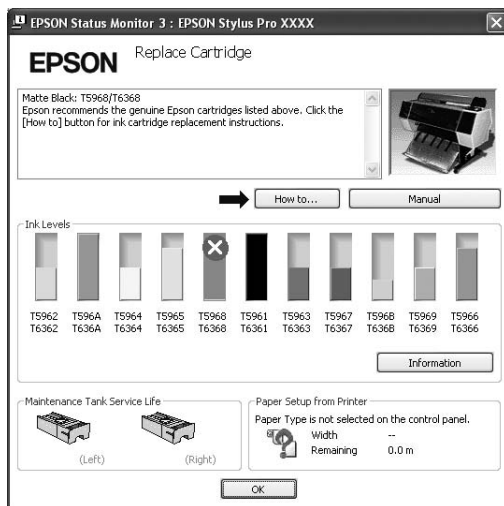 EPSON Status Monitor 3 : EPSON Stylus Pro XXXX
EPSON
Replace Cartridge
Matte Black: T5968/T6368
Epson recommends the genuine Epson cartridges listed above. Click the
[How to] button for ink cartridge replacement instructions.
How to...
Manual
Ink Levels
T5962 T596A T5964 T5965 T5968 T5961 T5963 T5967 T596B T5969 T5966
T6362 T636A T6364 T6365 T6368 T6361 T6363 T6367 T636B T6369 T6366
Information
Maintenance Tank Service Life
(Left) (Right)
Paper Setup from Printer
Paper Type is not selected on the control panel.
Width --
Remaining 0.0 m
OK